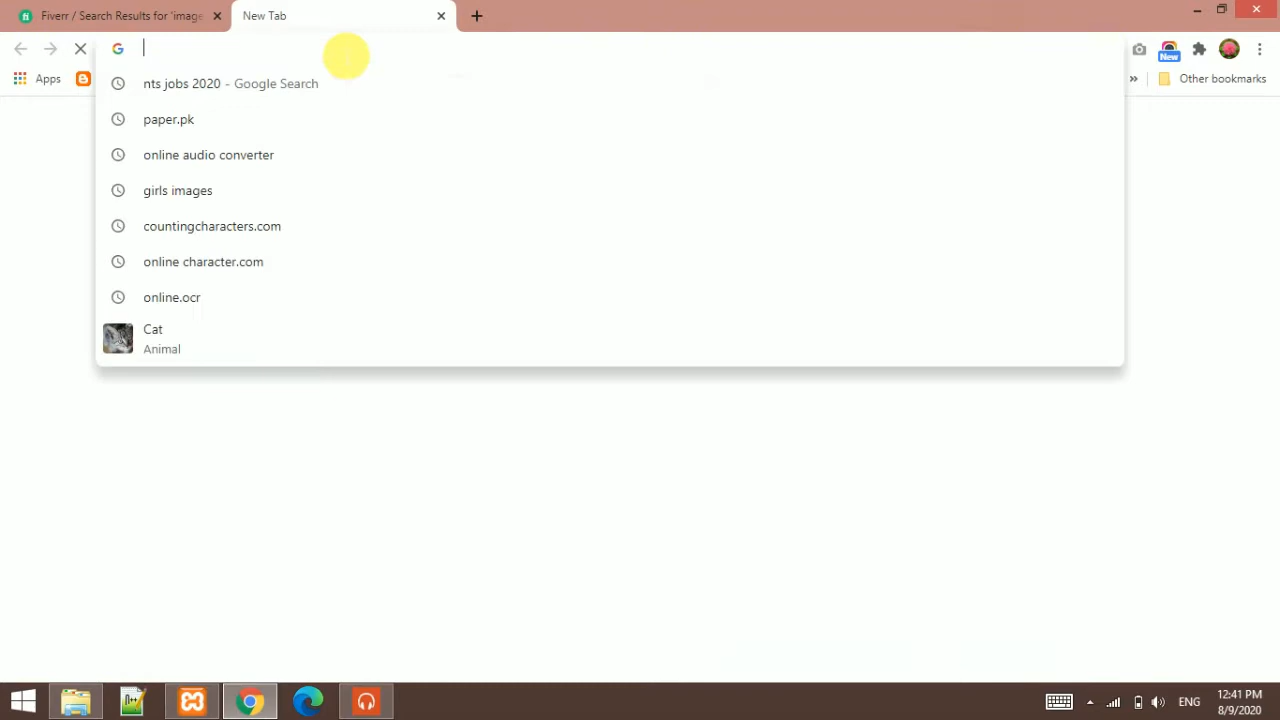 Fiverr / Search Results for 'image
New Tab
nts jobs 2020 - Google Search
New
Apps
Other bookmarks
paper.pk
online audio converter
girls images
countingcharacters.com
online character.com
online.ocr
Cat
Animal
ENG
12:41 PM
8/9/2020